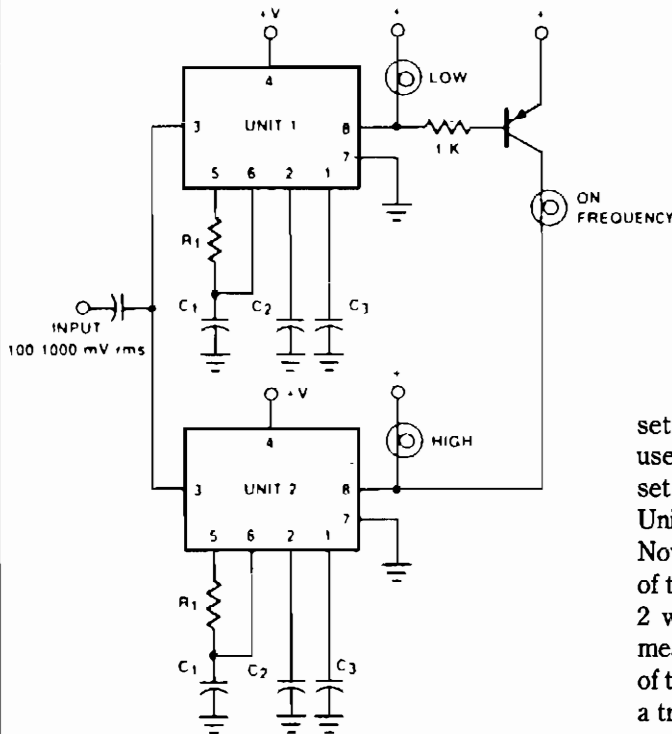 +V
+
+
4
LOW
3
UNIT 1
8
7
1 K
5
6
2
1
ON
FREQUENCY
R1
C1
C2
C3
INPUT
100 1000 mV rms
+V
+
4
HIGH
3
UNIT 2
8
7
5
6
2
1
R1
C1
C2
C3
set
use
set
Uni
Nov
of t
2 w
me
of t
a tr